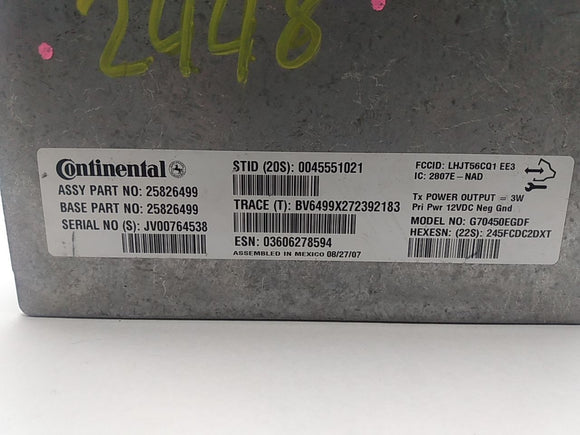 2448
Continental
ASSY PART NO: 25826499
BASE PART NO: 25826499
SERIAL NO (S): JV00764538
STID (20S): 0045551021
TRACE (T): BV6499X272392183
ESN: 03606278594
ASSEMBLED IN MEXICO 08/27/07
FCCID: LHJT56CQ1 EE3
IC: 2807E-NAD
Tx POWER OUTPUT = 3W
Pri Pwr 12VDC Neg Gnd
MODEL NO: G70450EGDF
HEXESN: (22S): 245FCDC2DXT